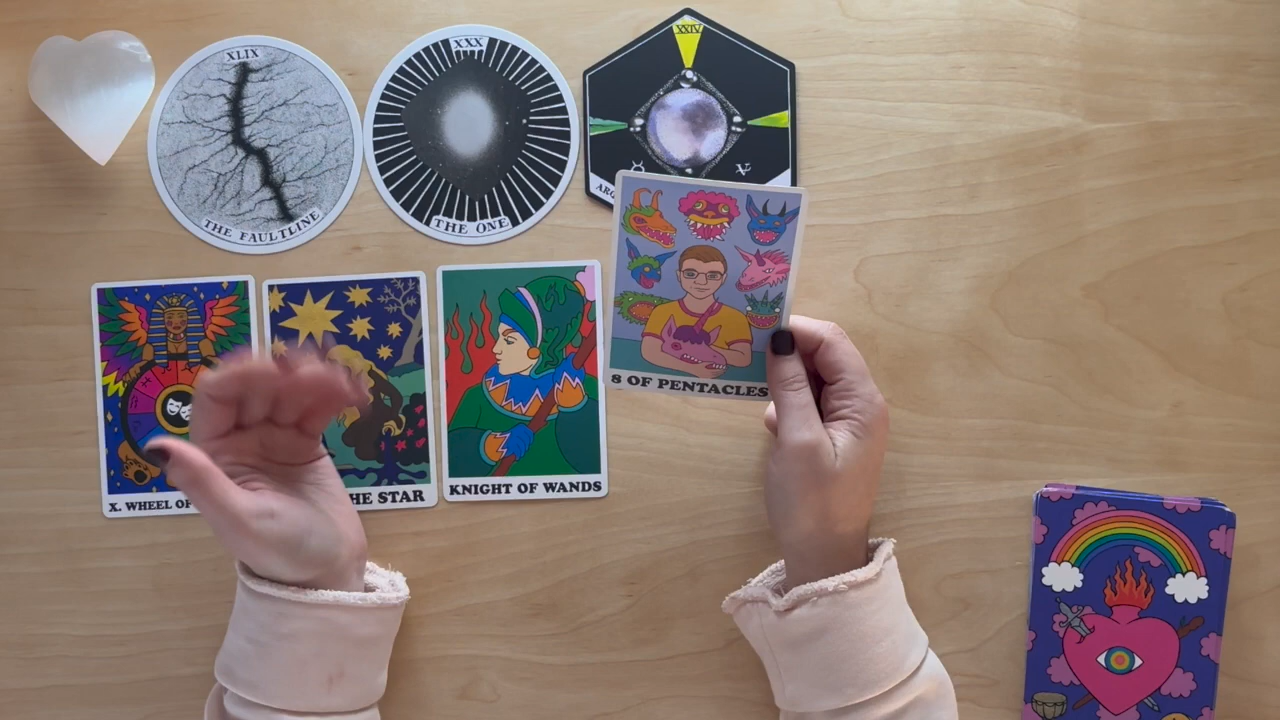 XLIX
THE FAULTLINE
XXX
THE ONE
XXIV
X. WHEEL OF
THE STAR
KNIGHT OF WANDS
8 OF PENTACLES